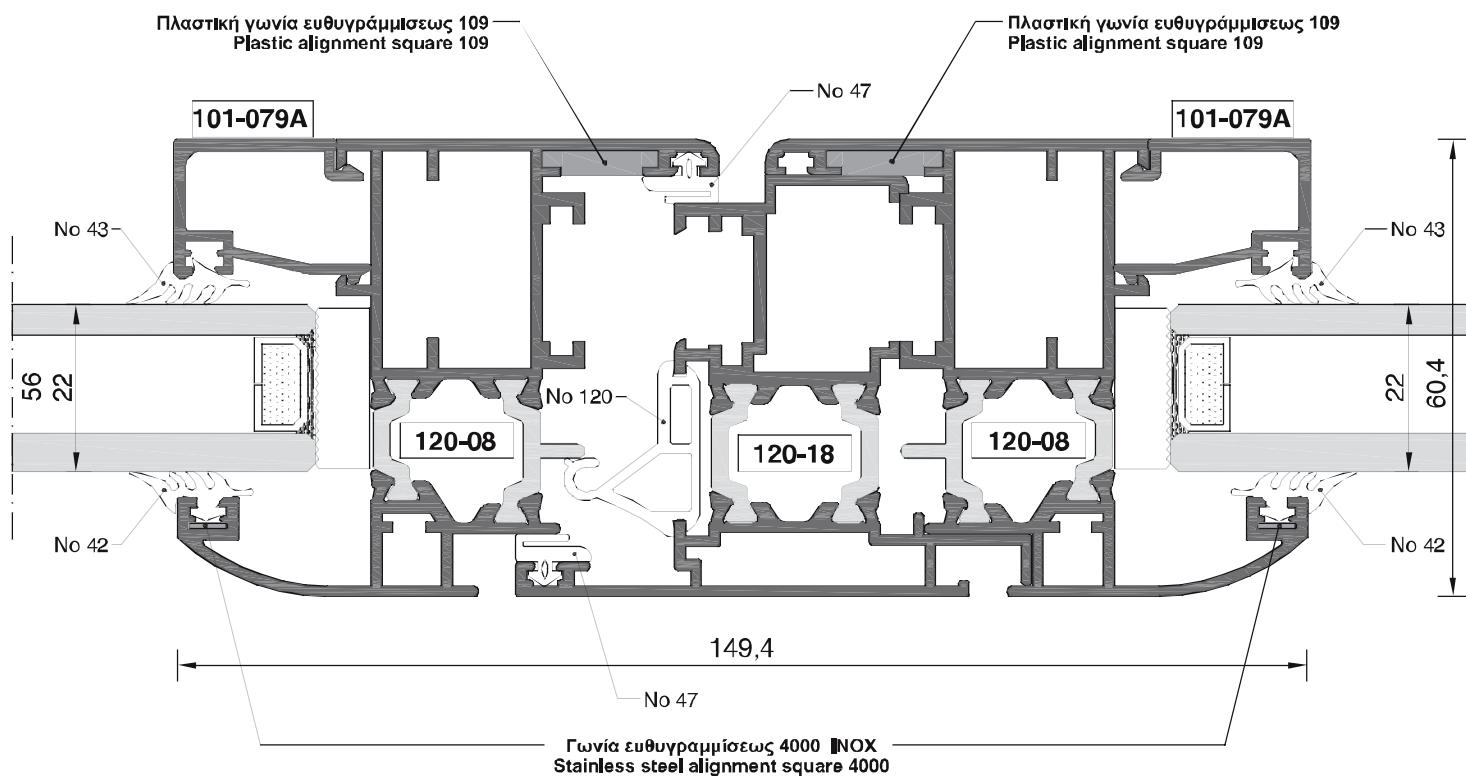 Πλαστική γωνία ευθυγράμμισεως 109
Plastic alignment square 109
Πλαστική γωνία ευθυγράμμισεως 109
Plastic alignment square 109
No 47
101-079A
101-079A
No 43
No 43
56
22
22
60,4
No 120
120-08
120-18
120-08
No 42
No 42
149,4
No 47
Γωνία ευθυγραμμίσεως 4000 INOX
Stainless steel alignment square 4000